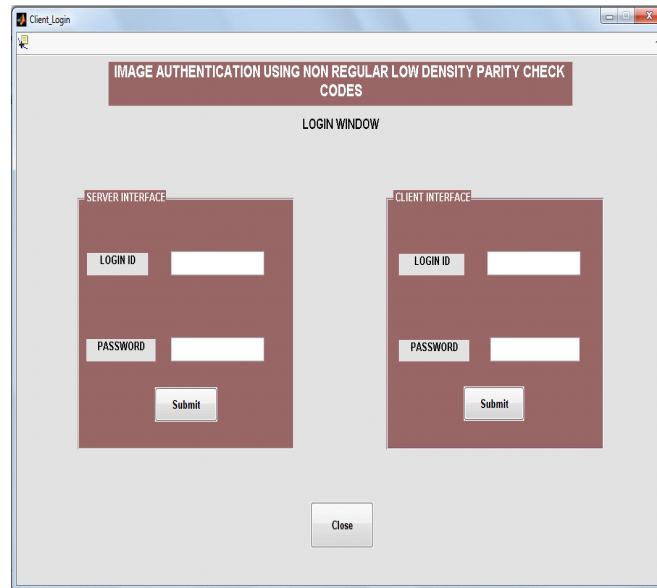 Client_Login
IMAGE AUTHENTICATION USING NON REGULAR LOW DENSITY PARITY CHECK
CODES
LOGIN WINDOW
SERVER INTERFACE
LOGIN ID
PASSWORD
Submit
CLIENT INTERFACE
LOGIN ID
PASSWORD
Submit
Close